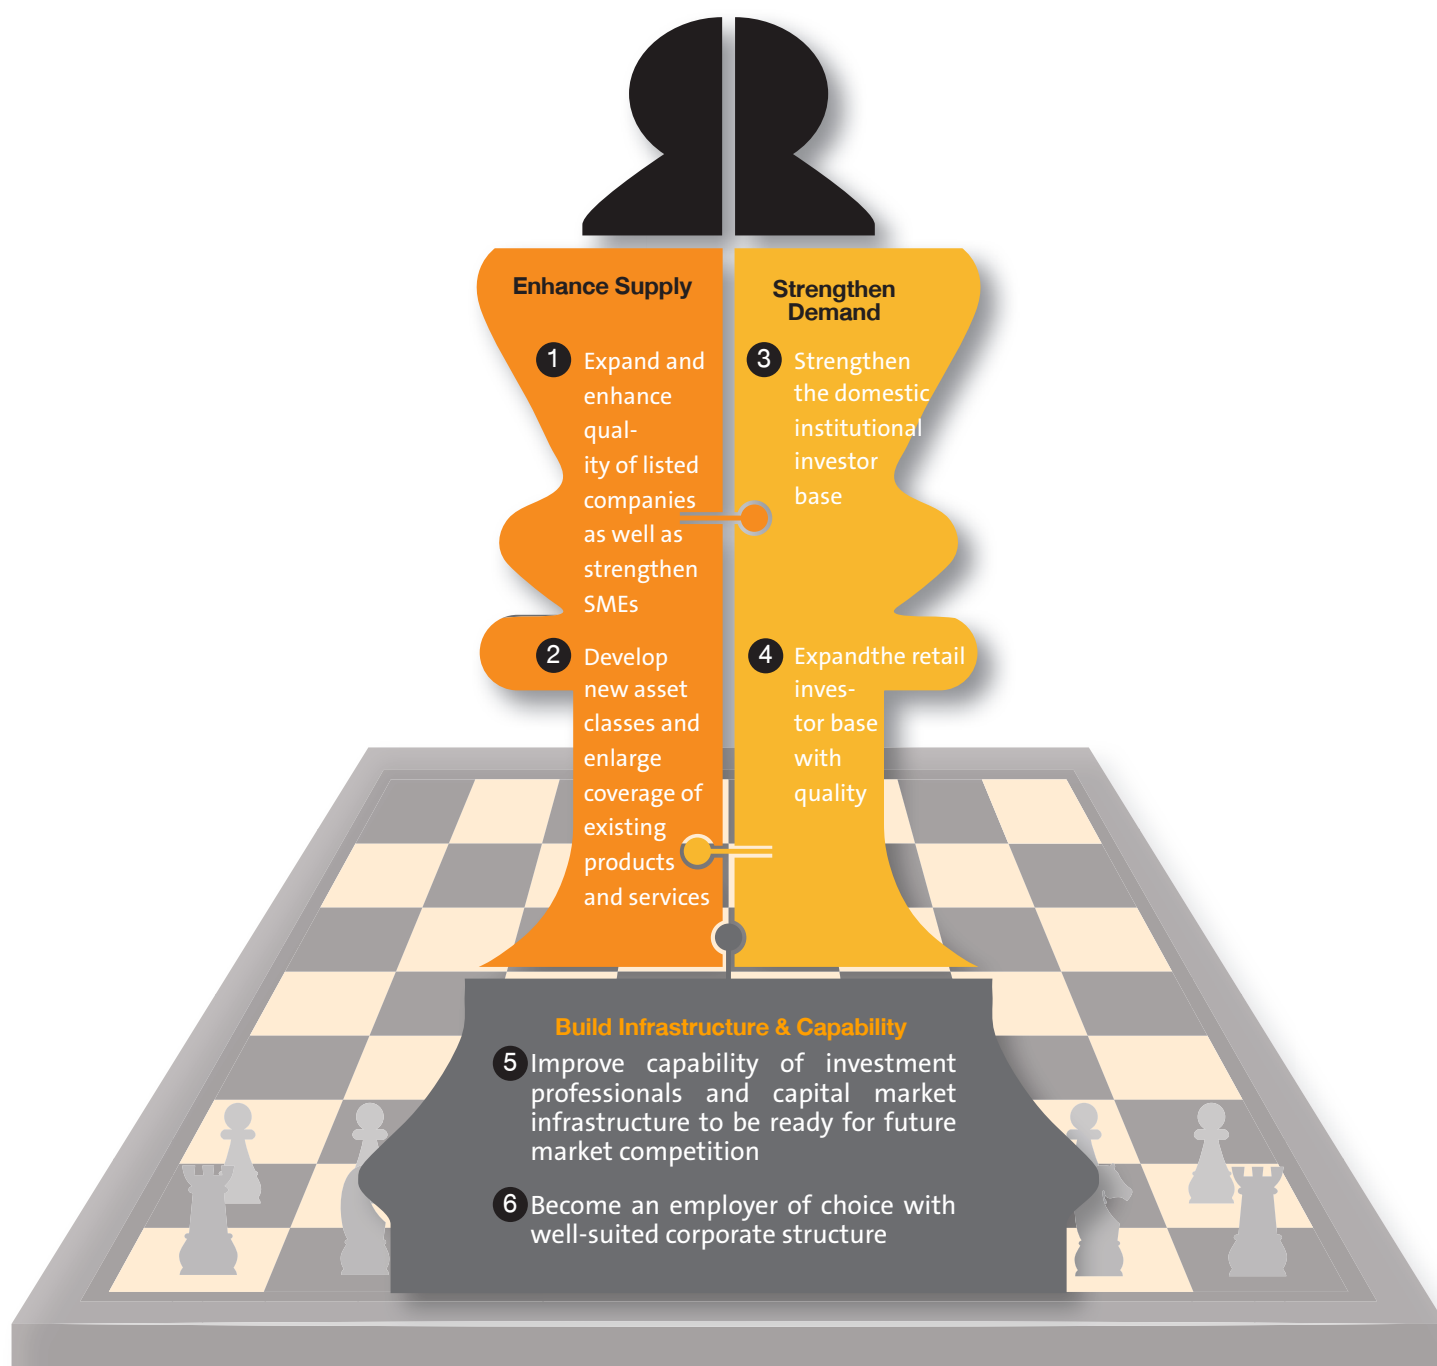 Enhance Supply
1 Expand and
enhance
qual-
ity of listed
companies
as well as
strengthen
SMEs
2 Develop
new asset
classes and
enlarge
coverage of
existing
products
and services
Strengthen
Demand
3 Strengthen
the domestic
institutional
investor
base
4 Expandthe retail
inves-
tor base
with
quality
Build Infrastructure & Capability
5 Improve capability of investment
professionals and capital market
infrastructure to be ready for future
market competition
6 Become an employer of choice with
well-suited corporate structure